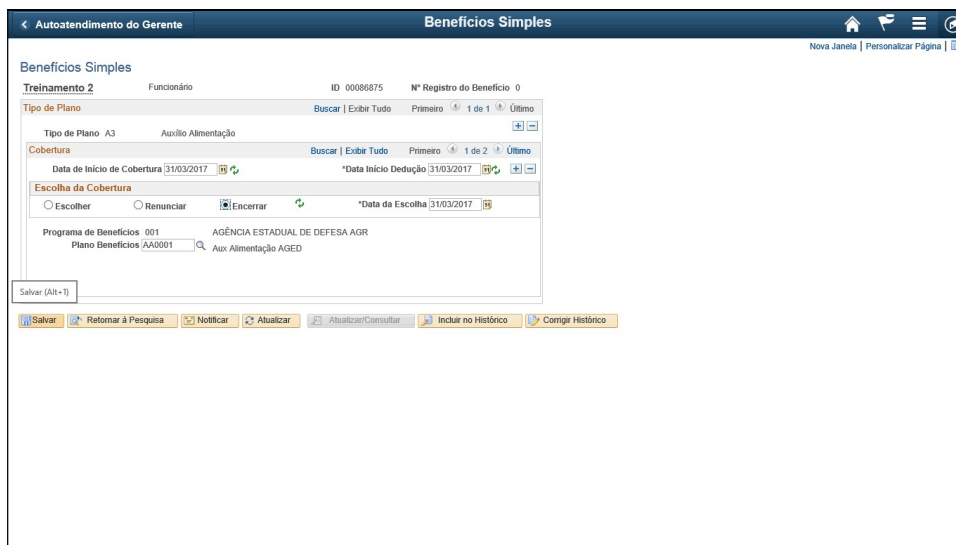 Autoatendimento do Gerente Benefícios Simples
Nova Janela | Personalizar Página |
Benefícios Simples
Treinamento 2 Funcionário ID 00086875 Nº Registro do Benefício 0
Tipo de Plano Buscar | Exibir Tudo Primeiro 1 de 1 Último
Tipo de Plano A3 Auxílio Alimentação
Cobertura Buscar | Exibir Tudo Primeiro 1 de 2 Último
Data de Início de Cobertura 31/03/2017 *Data Início Dedução 31/03/2017
Escolha da Cobertura
Escolher Renunciar Encerrar *Data da Escolha 31/03/2017
Programa de Benefícios 001 AGÊNCIA ESTADUAL DE DEFESA AGR
Plano Benefícios AA0001 Aux Alimentação AGED
Salvar (Alt+1)
Salvar Retornar à Pesquisa Notificar Atualizar Atualizar/Consultar Incluir no Histórico Corrigir Histórico